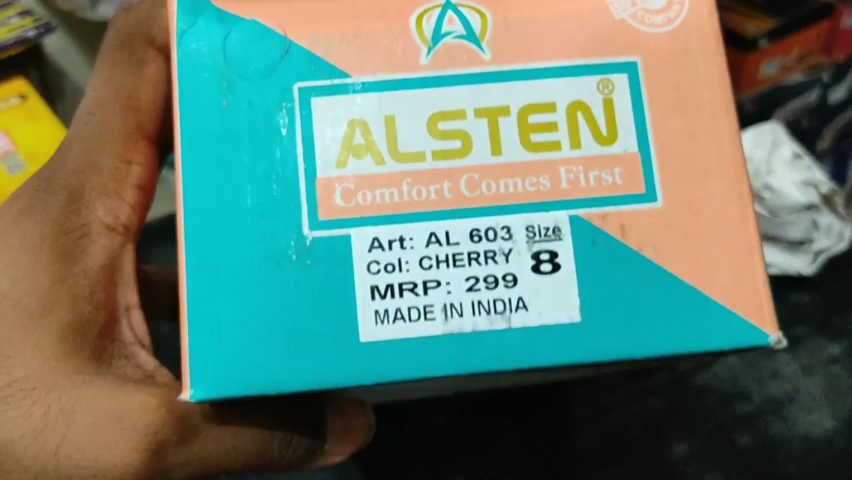 ALSTEN®
Comfort Comes First
Art: AL 603 Size
Col: CHERRY 8
MRP: 299
MADE IN INDIA